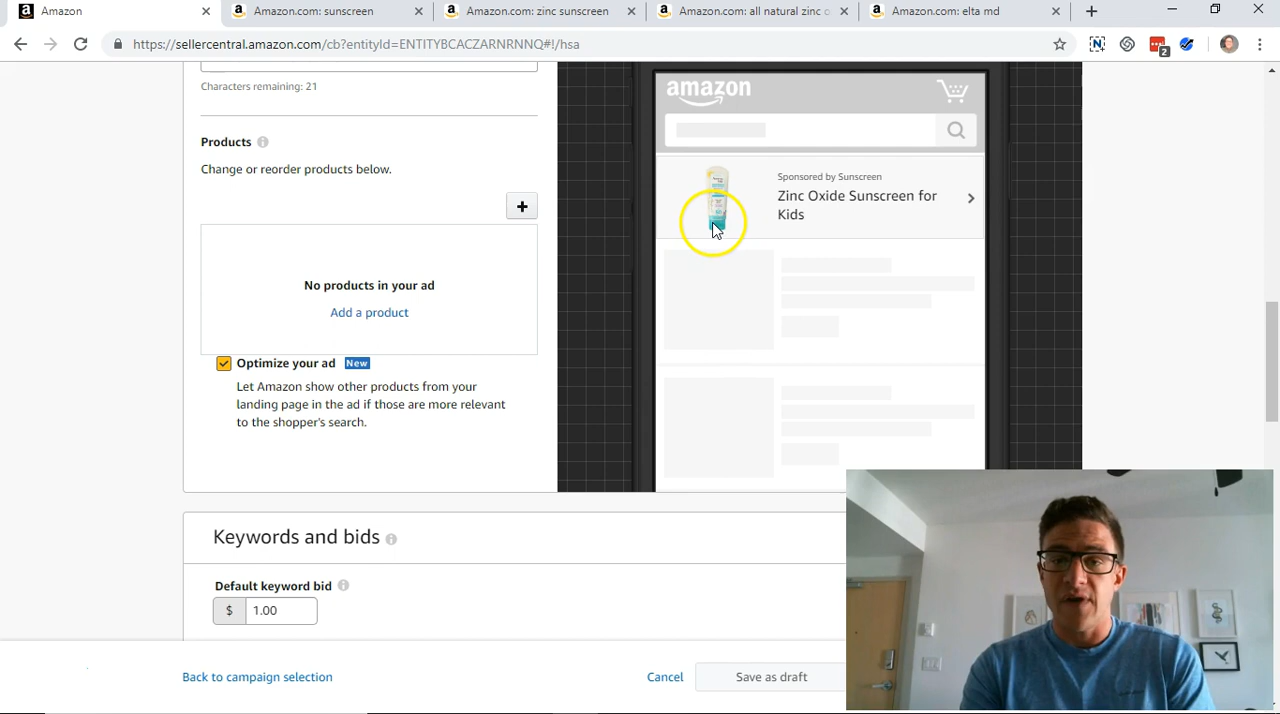 Amazon
Amazon.com: sunscreen
Amazon.com: zinc sunscreen
Amazon.com: all natural zinc o
Amazon.com: elta md
https://sellercentral.amazon.com/cb?entityId=ENTITYBCACZARNRNNQ#!/hsa
2
Characters remaining: 21
Products
Change or reorder products below.
No products in your ad
Add a product
Optimize your ad New
Let Amazon show other products from your
landing page in the ad if those are more relevant
to the shopper's search.
amazon
Sponsored by Sunscreen
Zinc Oxide Sunscreen for
Kids
Keywords and bids
Default keyword bid
$ 1.00
Back to campaign selection
Cancel
Save as draft